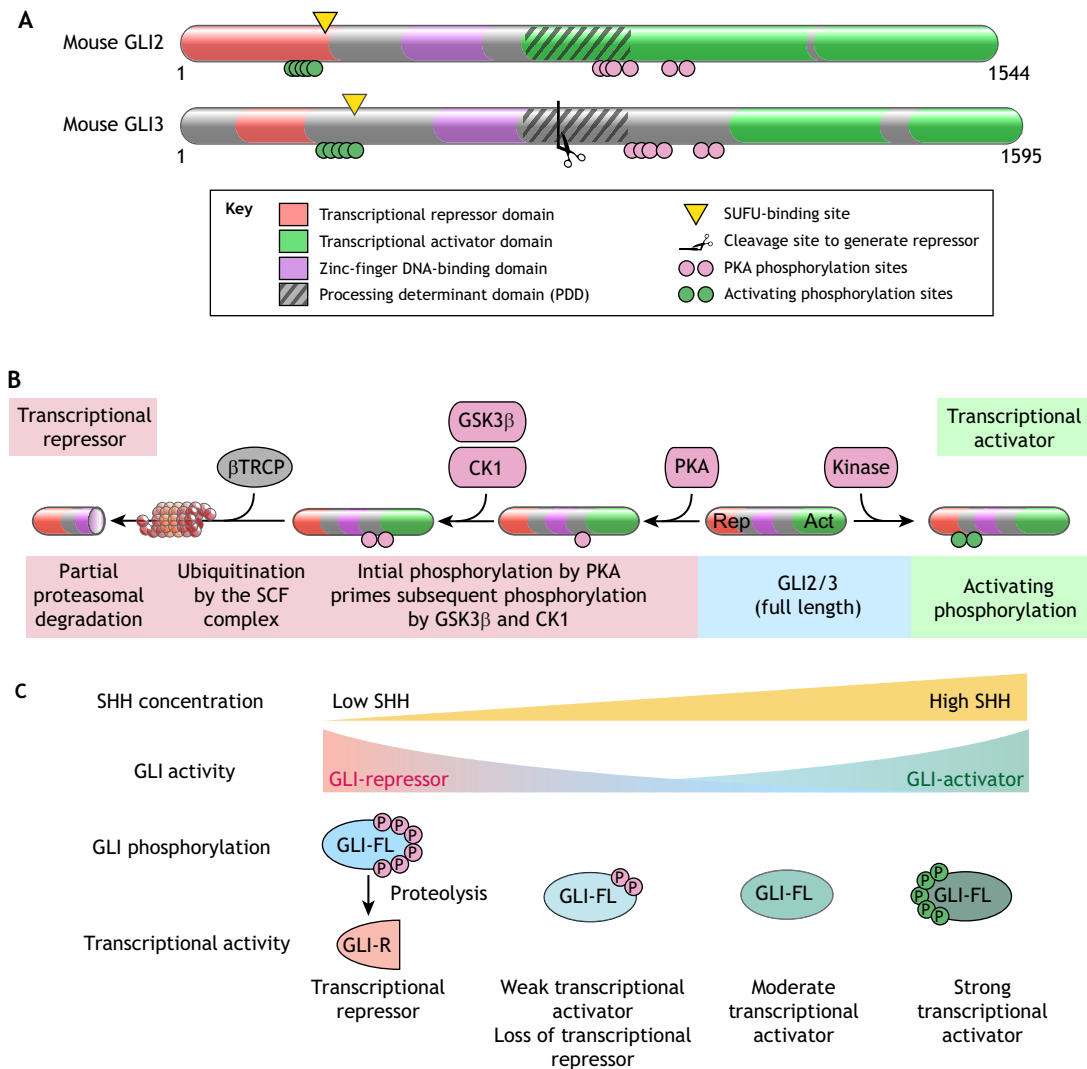 A
Mouse GLI2
1
1544
Mouse GLI3
1
1595
Key
Transcriptional repressor domain
Transcriptional activator domain
Zinc-finger DNA-binding domain
Processing determinant domain (PDD)
SUFU-binding site
Cleavage site to generate repressor
PKA phosphorylation sites
Activating phosphorylation sites
B
Transcriptional
repressor
βTRCP
GSK3β
CK1
PKA
Kinase
Transcriptional
activator
Rep
Act
Partial
proteasomal
degradation
Ubiquitination
by the SCF
complex
Intial phosphorylation by PKA
primes subsequent phosphorylation
by GSK3β and CK1
GLI2/3
(full length)
Activating
phosphorylation
C
SHH concentration
Low SHH
High SHH
GLI activity
GLI-repressor
GLI-activator
GLI phosphorylation
GLI-FL
P
P
P
P
P
P
P
Proteolysis
GLI-FL
P
P
GLI-FL
GLI-FL
P
P
P
P
P
Transcriptional activity
GLI-R
Transcriptional
repressor
Weak transcriptional
activator
Loss of transcriptional
repressor
Moderate
transcriptional
activator
Strong
transcriptional
activator